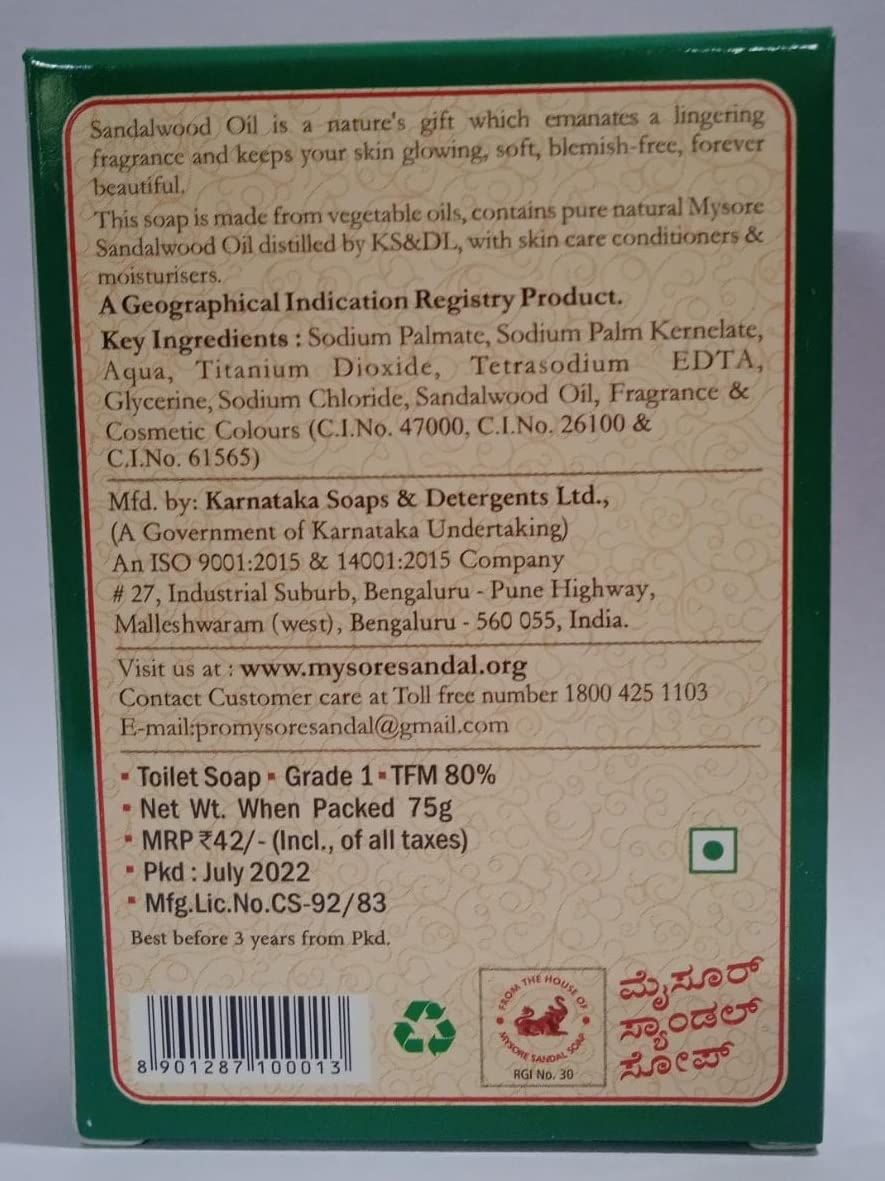 Sandalwood Oil is a nature's gift which emanates a lingering
fragrance and keeps your skin glowing, soft, blemish-free, forever
beautiful.
This soap is made from vegetable oils, contains pure natural Mysore
Sandalwood Oil distilled by KS&DL, with skin care conditioners &
moisturisers.
A Geographical Indication Registry Product.
Key Ingredients : Sodium Palmate, Sodium Palm Kernelate,
Aqua, Titanium Dioxide, Tetrasodium EDTA,
Glycerine, Sodium Chloride, Sandalwood Oil, Fragrance &
Cosmetic Colours (C.I.No. 47000, C.I.No. 26100 &
C.I.No. 61565)
Mfd. by: Karnataka Soaps & Detergents Ltd.,
(A Government of Karnataka Undertaking)
An ISO 9001:2015 & 14001:2015 Company
# 27, Industrial Suburb, Bengaluru - Pune Highway,
Malleshwaram (west), Bengaluru - 560 055, India.
Visit us at : www.mysoresandal.org
Contact Customer care at Toll free number 1800 425 1103
E-mail:promysoresandal@gmail.com
▪ Toilet Soap ▪ Grade 1 ▪ TFM 80%
▪ Net Wt. When Packed 75g
▪ MRP ₹42/- (Incl., of all taxes)
▪ Pkd : July 2022
▪ Mfg.Lic.No.CS-92/83
Best before 3 years from Pkd.
8 901287 100013
FROM THE HOUSE OF
MYSORE SANDAL SOAP
RGI No. 30
ಮೈಸೂರ್
ಸ್ಯಾಂಡಲ್
ಸೋಪ್